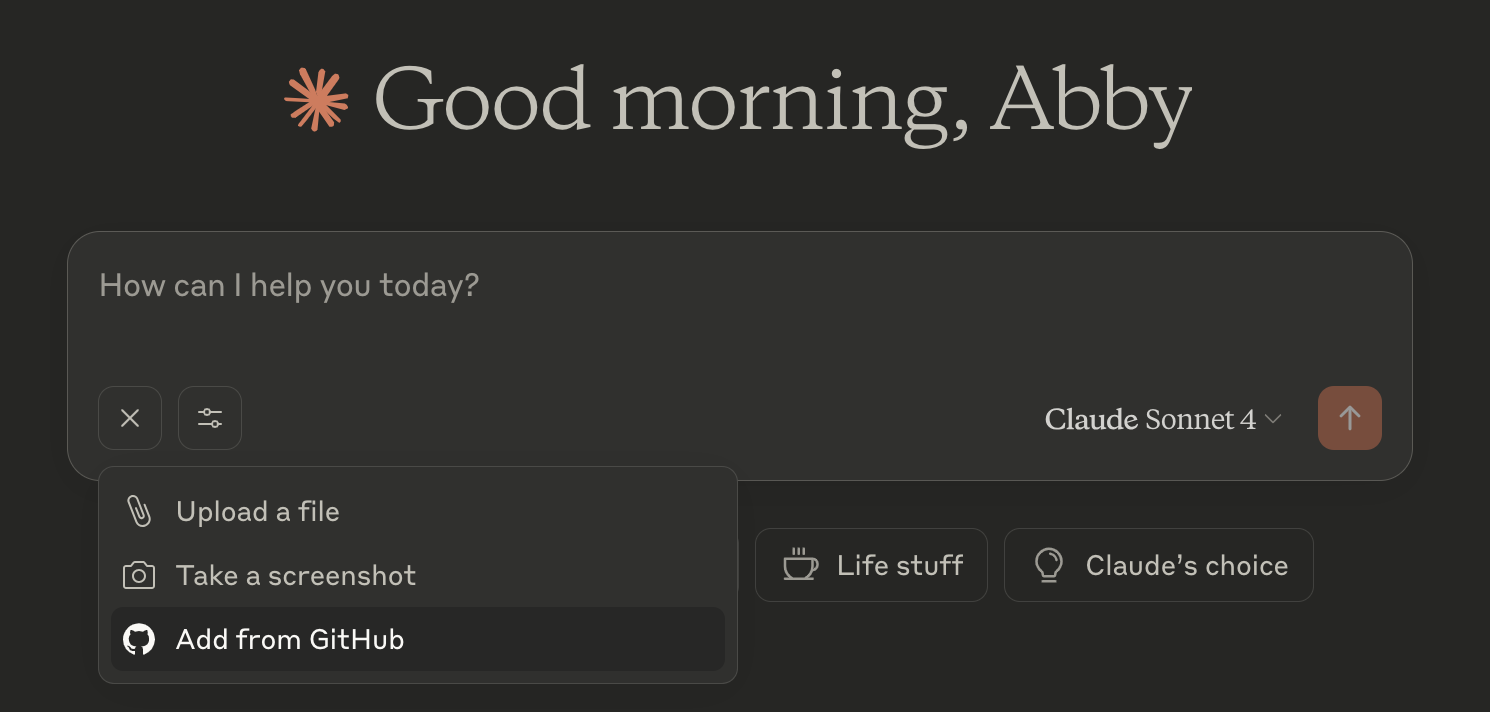 Good morning, Abby
How can I help you today?
Claude Sonnet 4
Upload a file
Take a screenshot
Add from GitHub
Life stuff
Claude’s choice